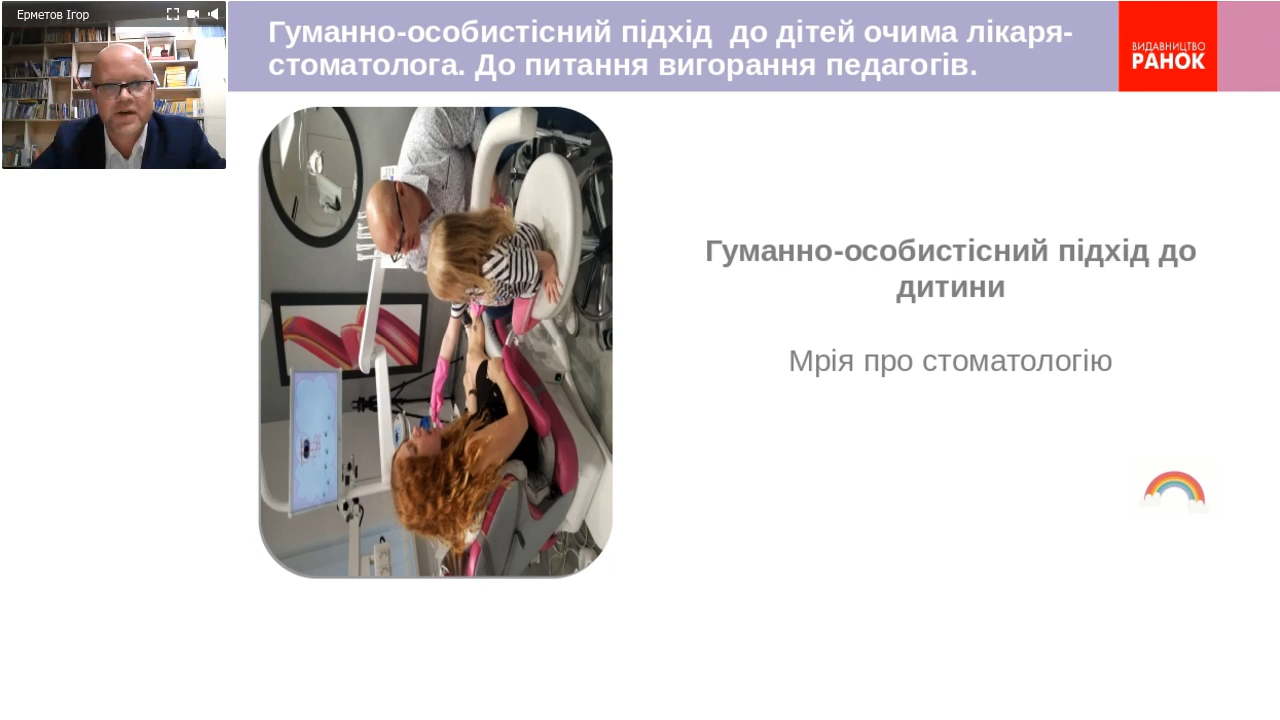 Ерметов Ігор
Гуманно-особистісний підхід до дітей очима лікаря-
стоматолога. До питання вигорання педагогів.
ВИДАВНИЦТВО
РАНОК
Гуманно-особистісний підхід до
дитини
Мрія про стоматологію